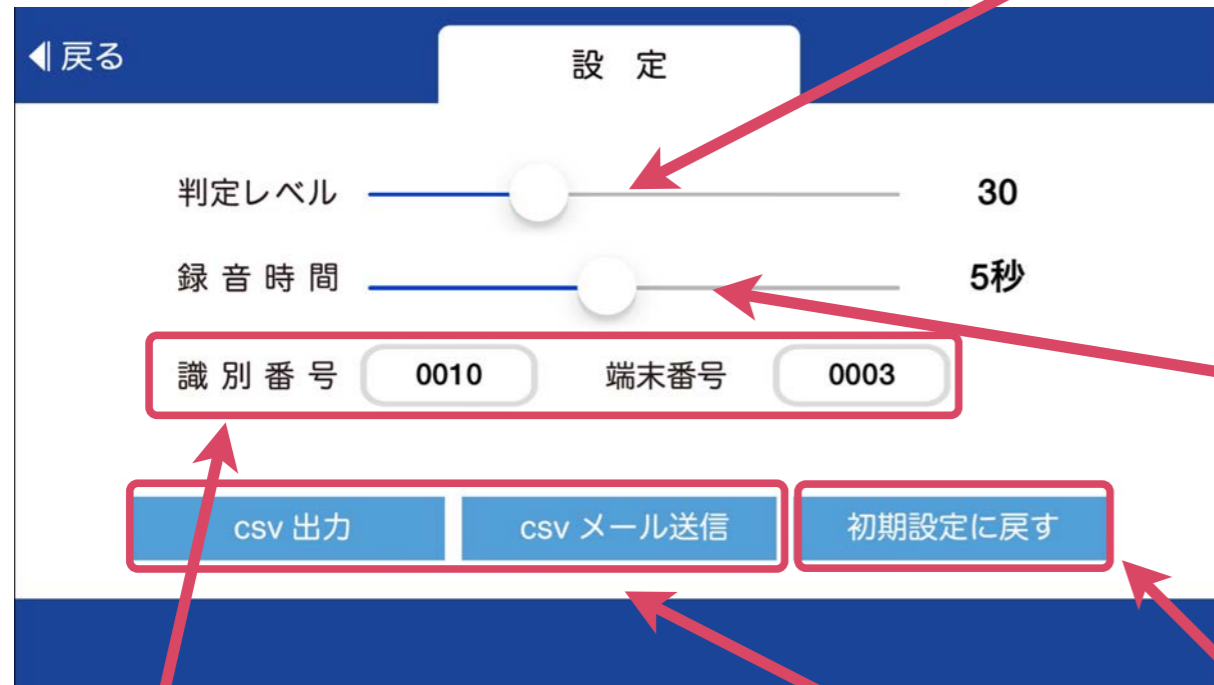 戻る
設 定
判定レベル 30
録 音 時 間 5秒
識 別 番 号 0010 端末番号 0003
csv 出力 csv メール送信 初期設定に戻す